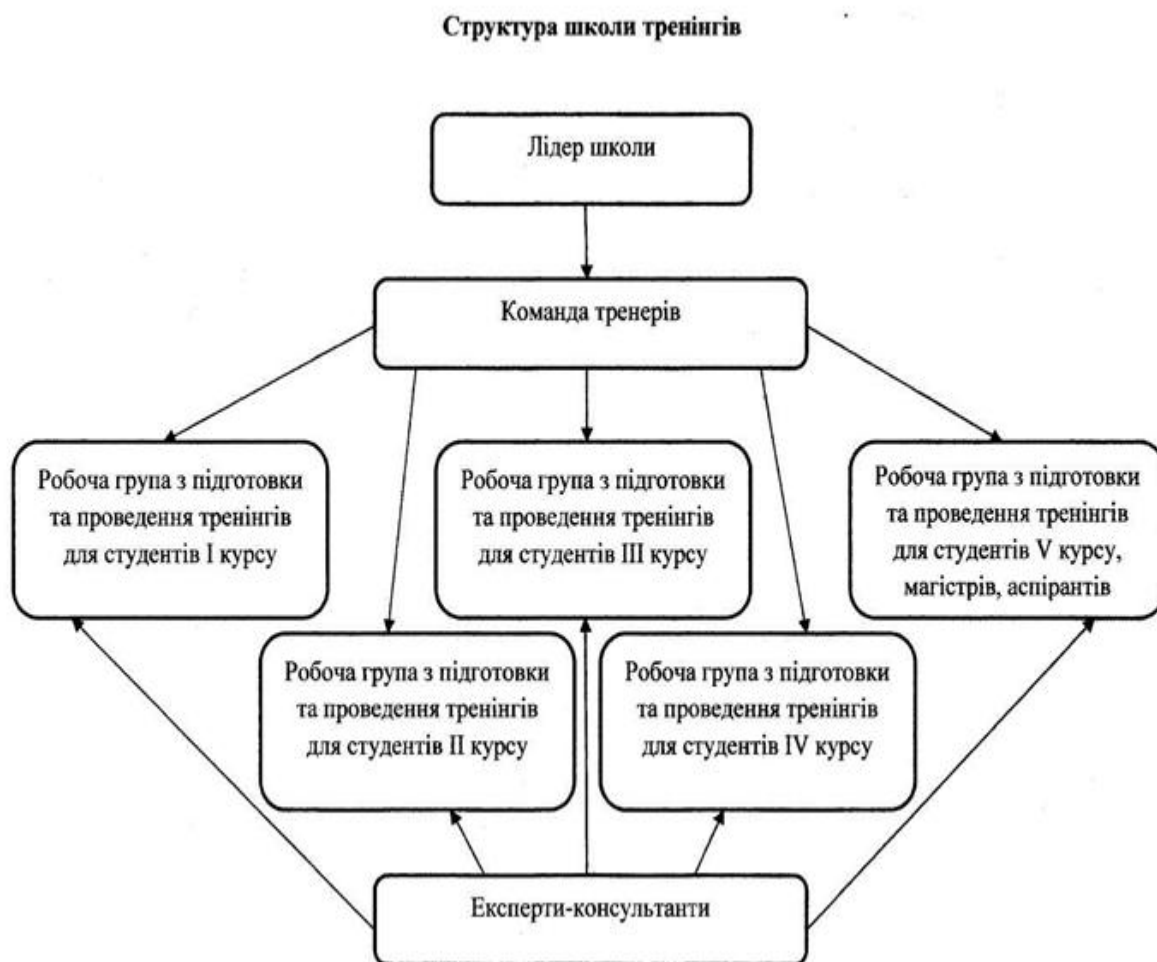 Структура школи тренінгів
Лідер школи
Команда тренерів
Робоча група з підготовки
та проведення тренінгів
для студентів I курсу
Робоча група з підготовки
та проведення тренінгів
для студентів III курсу
Робоча група з підготовки
та проведення тренінгів
для студентів V курсу,
магістрів, аспірантів
Робоча група з підготовки
та проведення тренінгів
для студентів II курсу
Робоча група з підготовки
та проведення тренінгів
для студентів IV курсу
Експерти-консультанти